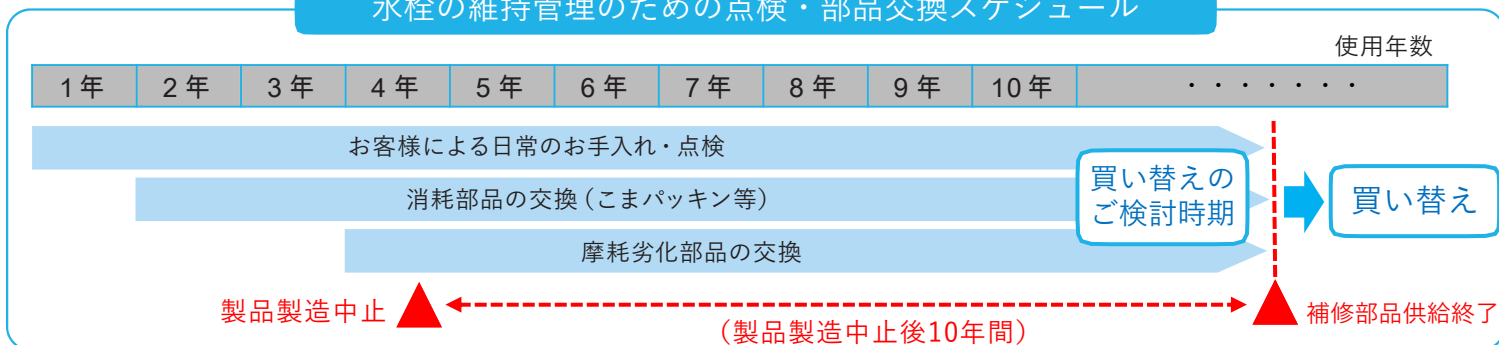 水栓の維持管理のための点検・部品交換スケジュール
使用年数
1年 2年 3年 4年 5年 6年 7年 8年 9年 10年 ・・・・・・・
お客様による日常のお手入れ・点検
消耗部品の交換（こまパッキン等）
摩耗劣化部品の交換
買い替えの
ご検討時期
買い替え
製品製造中止
（製品製造中止後10年間）
補修部品供給終了